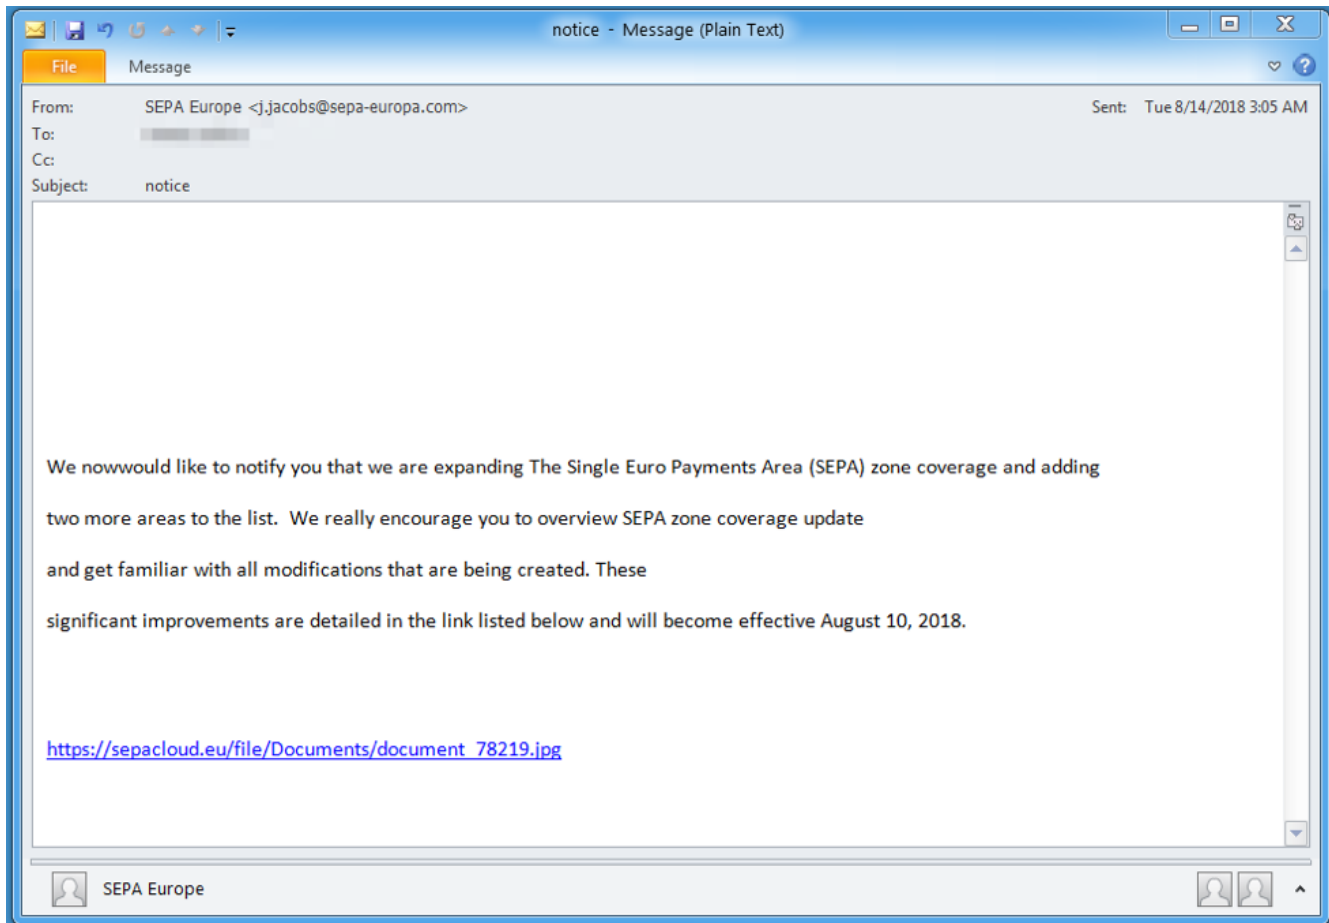 notice - Message (Plain Text)
File Message
From: SEPA Europe <j.jacobs@sepa-europa.com> Sent: Tue 8/14/2018 3:05 AM
To:
Cc:
Subject: notice
We nowwould like to notify you that we are expanding The Single Euro Payments Area (SEPA) zone coverage and adding
two more areas to the list.  We really encourage you to overview SEPA zone coverage update
and get familiar with all modifications that are being created. These
significant improvements are detailed in the link listed below and will become effective August 10, 2018.
https://sepacloud.eu/file/Documents/document_78219.jpg
SEPA Europe